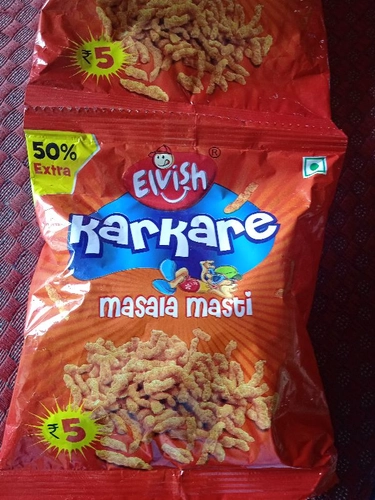 ₹5
50%
Extra
Elvish ®
Karkare
masala masti
₹5